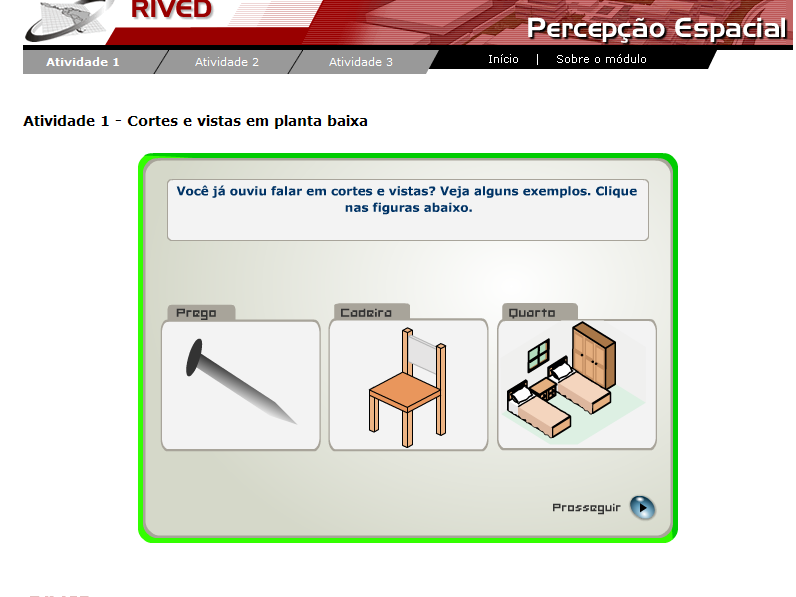 RIVED
Percepção Espacial
Atividade 1 Atividade 2 Atividade 3 Início | Sobre o módulo
Atividade 1 - Cortes e vistas em planta baixa
Você já ouviu falar em cortes e vistas? Veja alguns exemplos. Clique
nas figuras abaixo.
Prego Cadeira Quarto
Prosseguir